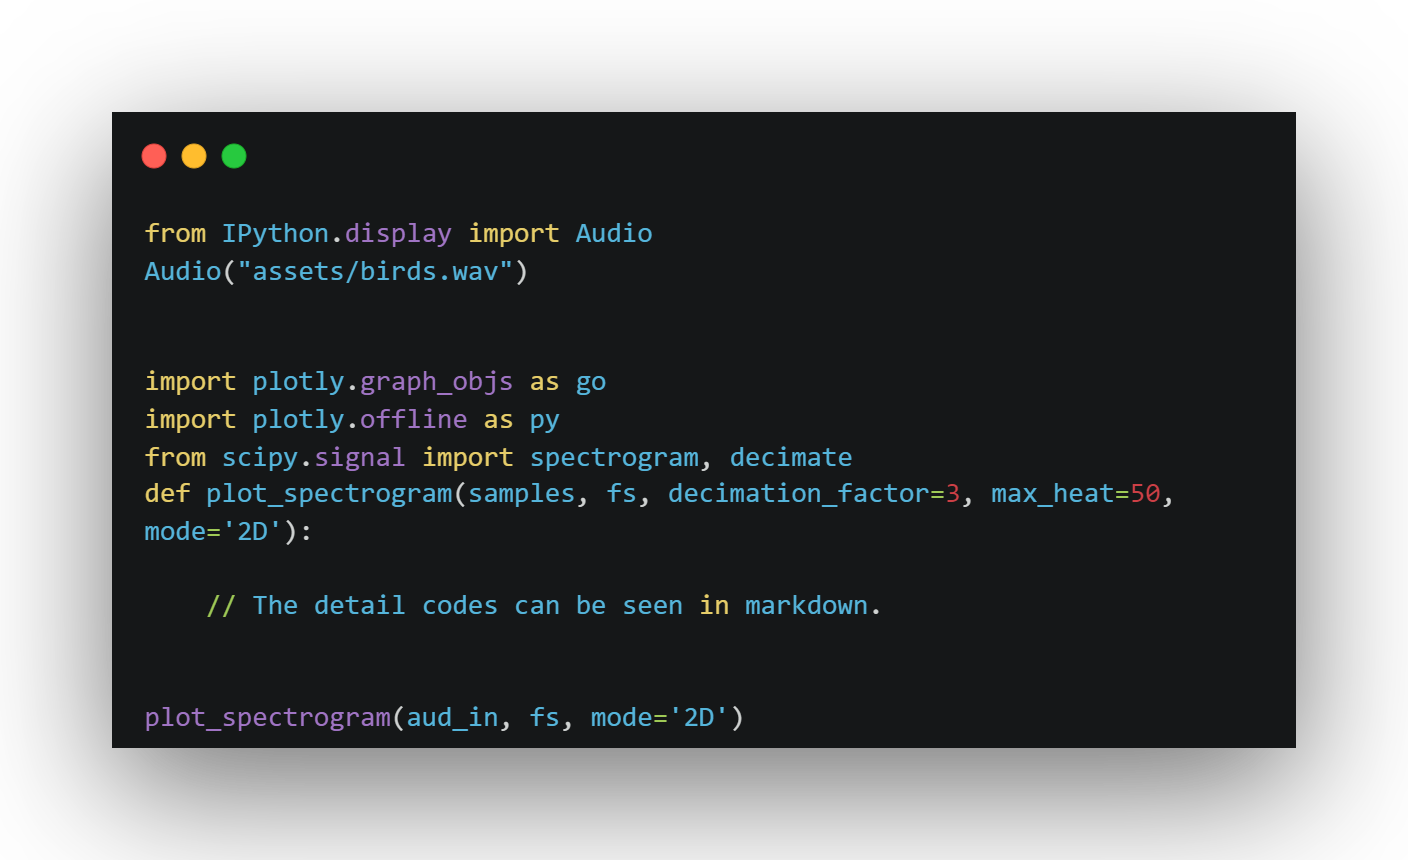 from IPython.display import Audio
Audio("assets/birds.wav")
import plotly.graph_objs as go
import plotly.offline as py
from scipy.signal import spectrogram, decimate
def plot_spectrogram(samples, fs, decimation_factor=3, max_heat=50,
mode='2D'):
// The detail codes can be seen in markdown.
plot_spectrogram(aud_in, fs, mode='2D')